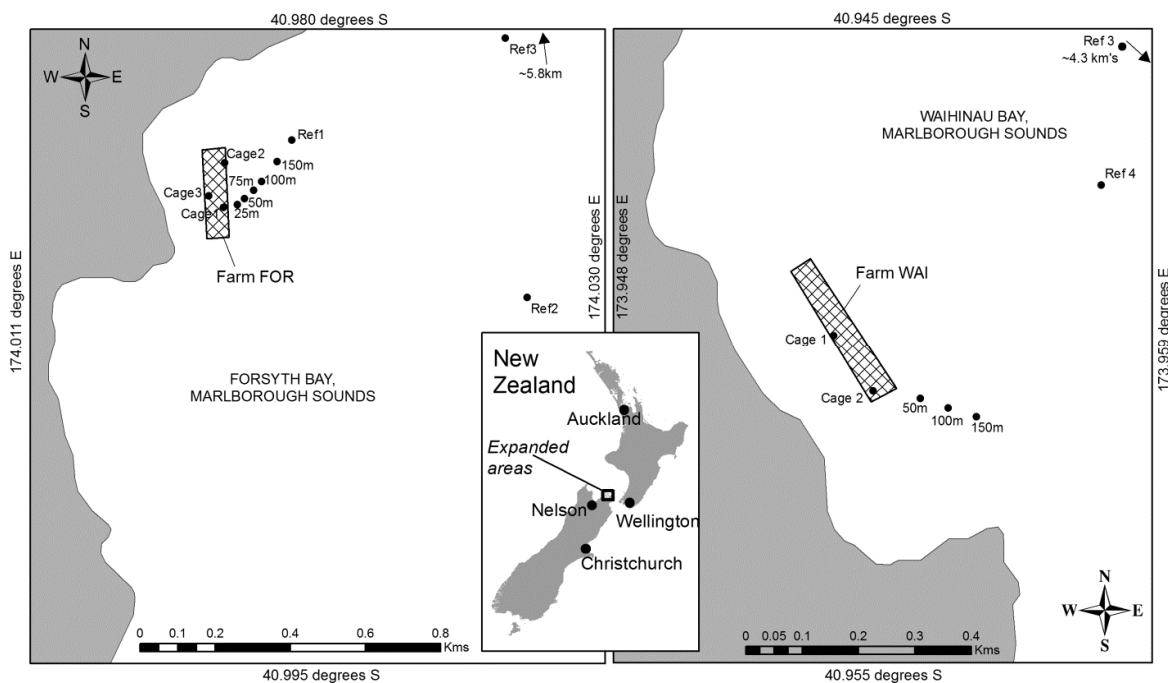 40.980 degrees S
N
W E
S
Ref3
~5.8km
Ref1
Cage2
150m
100m
75m
Cage3
50m
Cage1
25m
Farm FOR
174.011 degrees E
174.030 degrees E
Ref2
FORSYTH BAY,
MARLBOROUGH SOUNDS
0 0.1 0.2 0.4 0.6 0.8
Kms
40.995 degrees S
New
Zealand
Auckland
Expanded
areas
Nelson
Wellington
Christchurch
40.945 degrees S
Ref 3
~4.3 km's
WAIHINAU BAY,
MARLBOROUGH SOUNDS
Ref 4
173.948 degrees E
173.959 degrees E
Farm WAI
Cage 1
Cage 2
50m
100m
150m
N
W E
S
0 0.05 0.1 0.2 0.3 0.4
Kms
40.955 degrees S